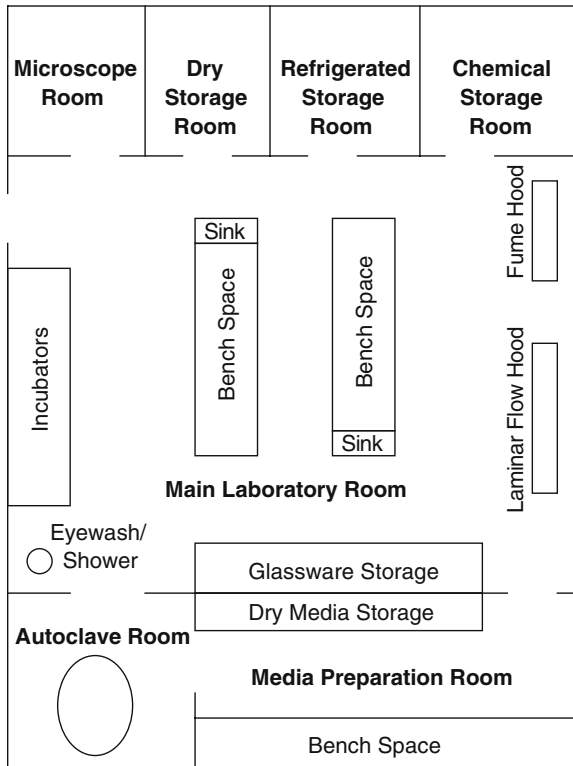 Microscope
Room
Dry
Storage
Room
Refrigerated
Storage
Room
Chemical
Storage
Room
Fume Hood
Sink
Bench Space
Bench Space
Sink
Incubators
Laminar Flow Hood
Main Laboratory Room
Eyewash/
Shower
Glassware Storage
Dry Media Storage
Autoclave Room
Media Preparation Room
Bench Space